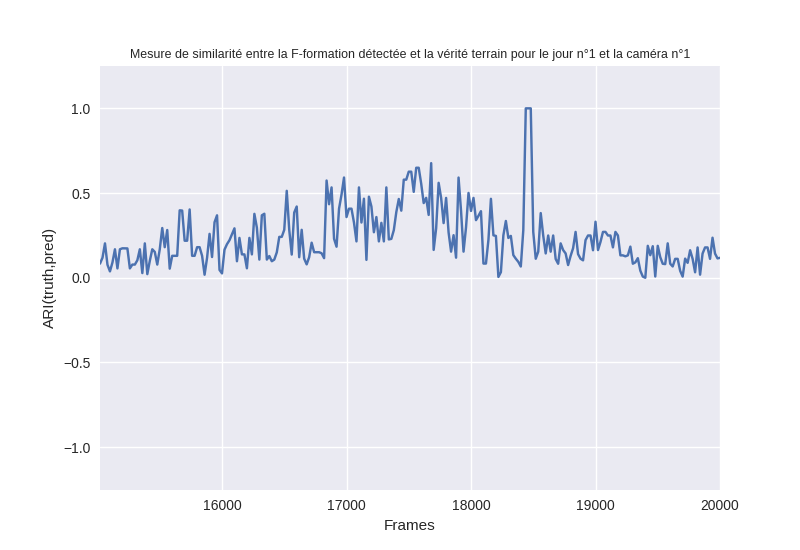 Mesure de similarité entre la F-formation détectée et la vérité terrain pour le jour n°1 et la caméra n°1
1.0
0.5
0.0
−0.5
−1.0
ARI(truth,pred)
16000 17000 18000 19000 20000
Frames